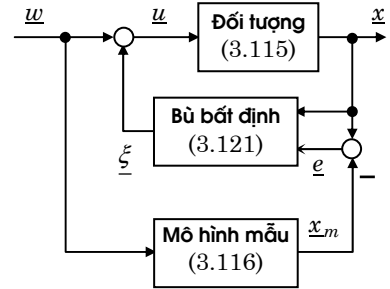 w
u
Đối tượng
(3.115)
x
Bù bất định
(3.121)
ξ
e
–
Mô hình mẫu
(3.116)
x_m